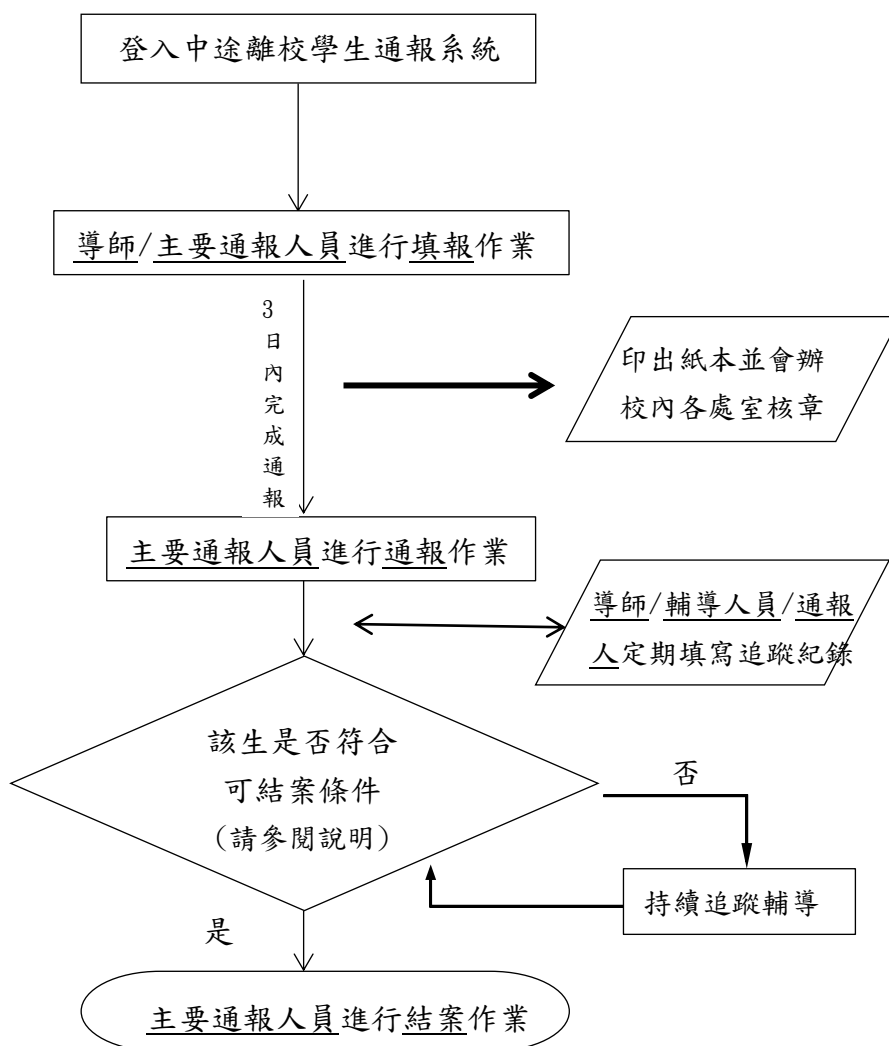 登入中途離校學生通報系統
導師/主要通報人員進行填報作業
3日內完成通報
印出紙本並會辦
校內各處室核章
主要通報人員進行通報作業
導師/輔導人員/通報
人定期填寫追蹤紀錄
該生是否符合
可結案條件
(請參閱說明)
否
持續追蹤輔導
是
主要通報人員進行結案作業